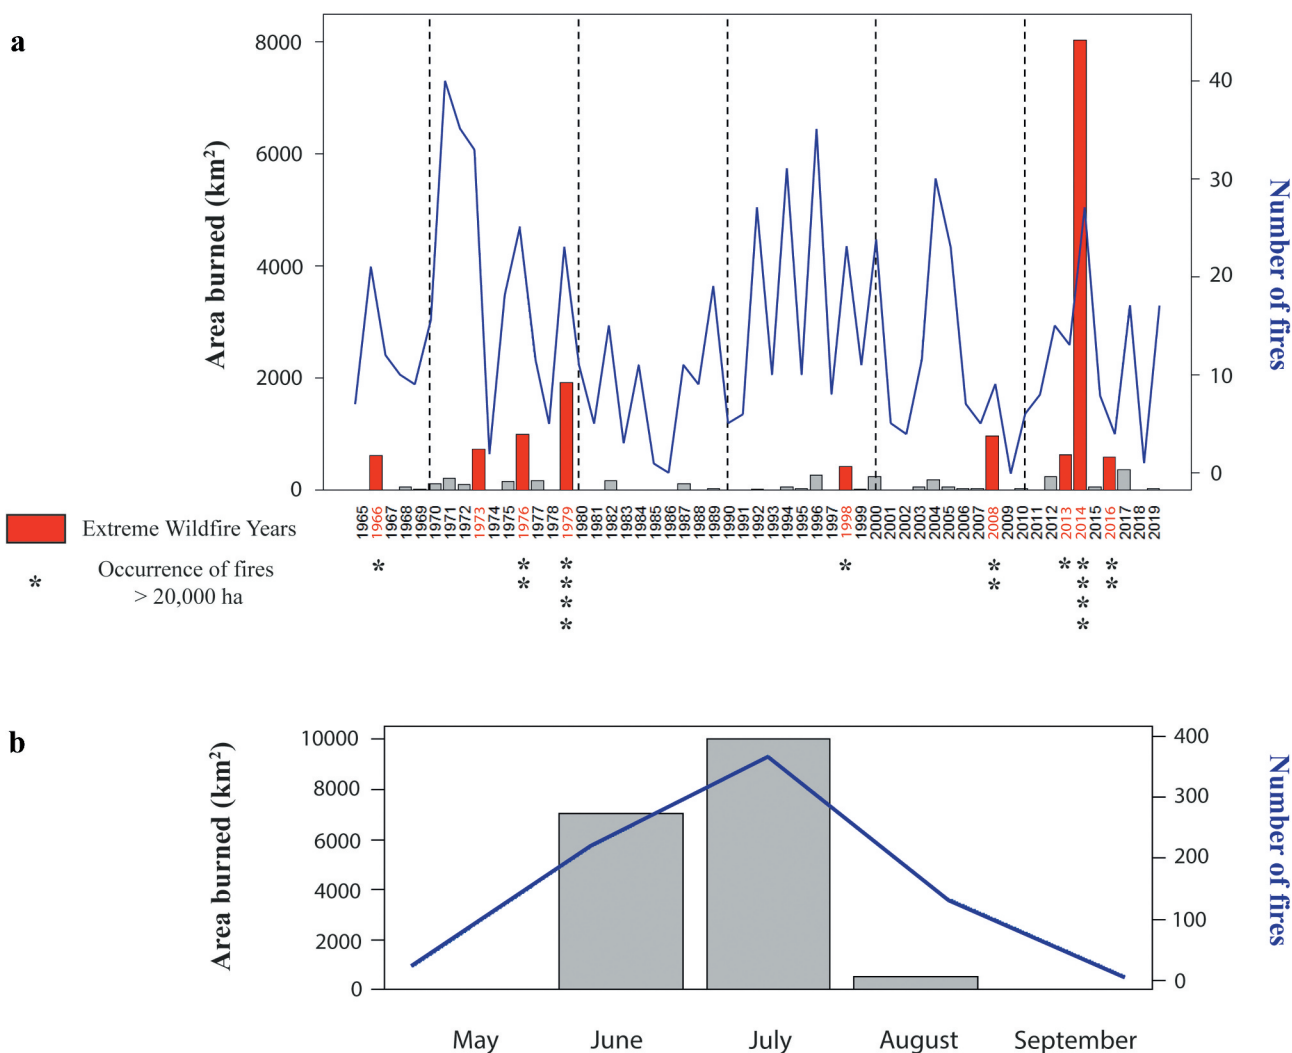 a
8000
6000
4000
2000
0
Area burned (km²)
40
30
20
10
0
Number of fires
1965 1966 1967 1968 1969 1970 1971 1972 1973 1974 1975 1976 1977 1978 1979 1980 1981 1982 1983 1984 1985 1986 1987 1988 1989 1990 1991 1992 1993 1994 1995 1996 1997 1998 1999 2000 2001 2002 2003 2004 2005 2006 2007 2008 2009 2010 2011 2012 2013 2014 2015 2016 2017 2018 2019
Extreme Wildfire Years
* Occurrence of fires
> 20,000 ha
* * * * * * * *
* * * *
* *
* *
b
10000
8000
6000
4000
2000
0
Area burned (km²)
400
300
200
100
0
Number of fires
May June July August September